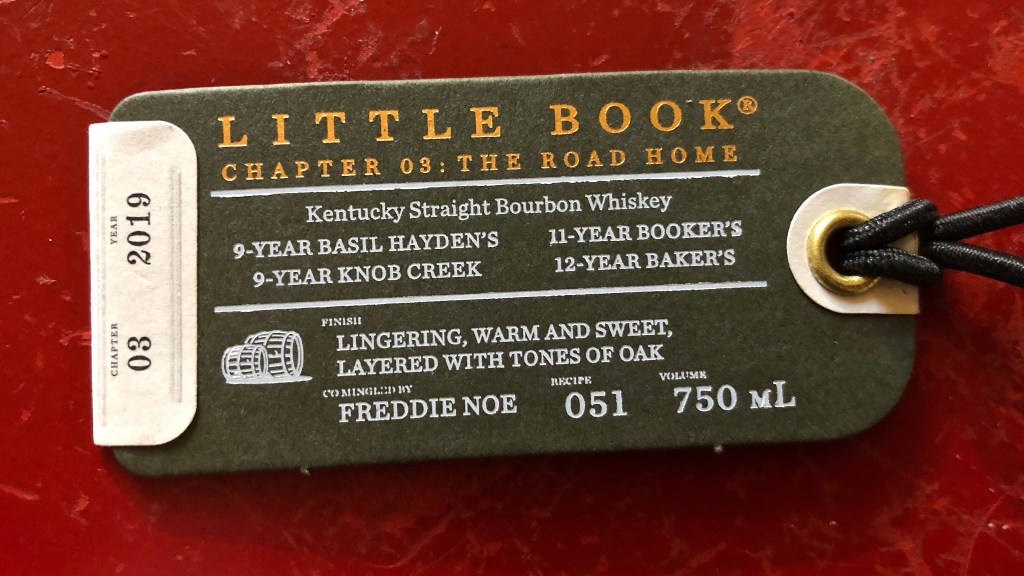 LITTLE BOOK®
CHAPTER 03: THE ROAD HOME
Kentucky Straight Bourbon Whiskey
9-YEAR BASIL HAYDEN'S
11-YEAR BOOKER'S
9-YEAR KNOB CREEK
12-YEAR BAKER'S
FINISH
LINGERING, WARM AND SWEET,
LAYERED WITH TONES OF OAK
COMINGLED BY
FREDDIE NOE
RECIPE
051
VOLUME
750 mL
CHAPTER
03
YEAR
2019